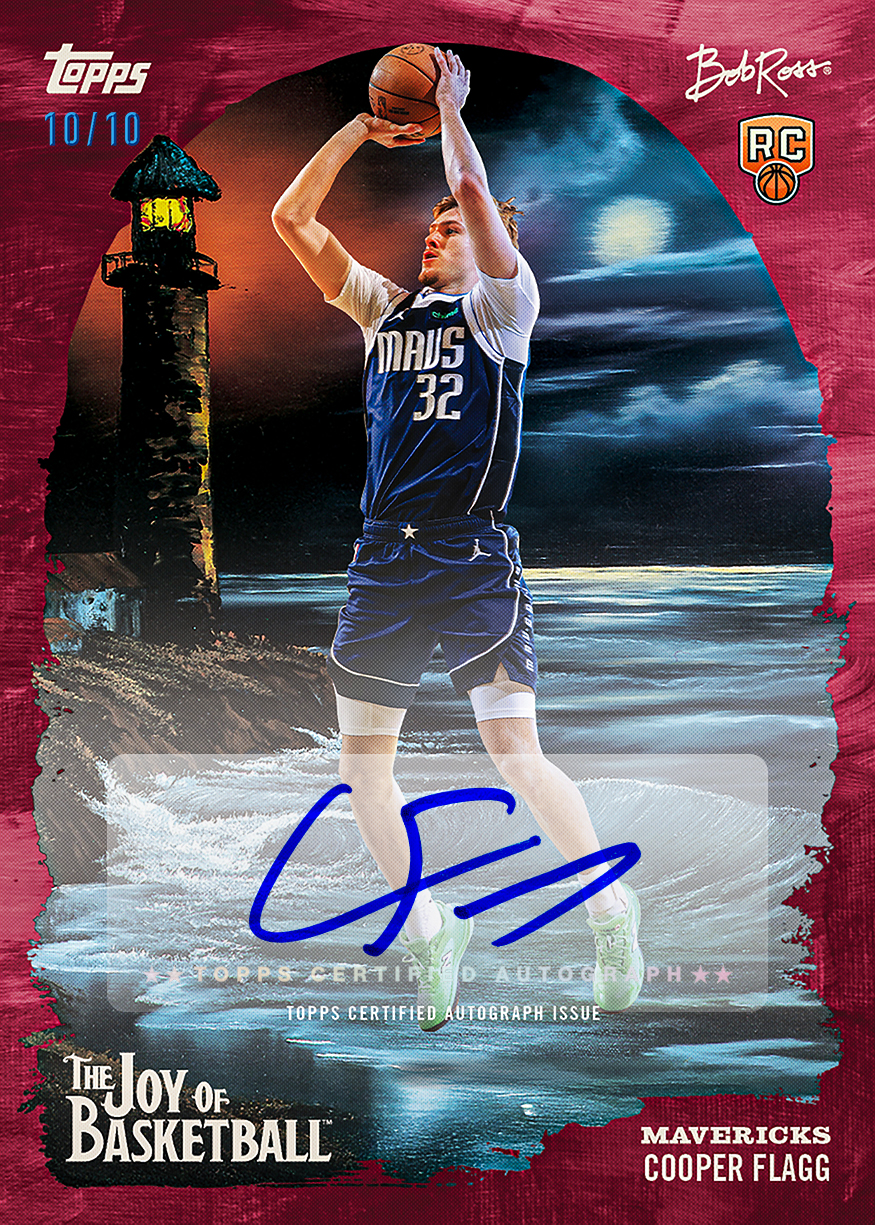 Topps
Bob Ross®
10/10
RC
MAVS
32
★★ TOPPS CERTIFIED AUTOGRAPH ★★
TOPPS CERTIFIED AUTOGRAPH ISSUE
THE JOY OF
BASKETBALL™
MAVERICKS
COOPER FLAGG